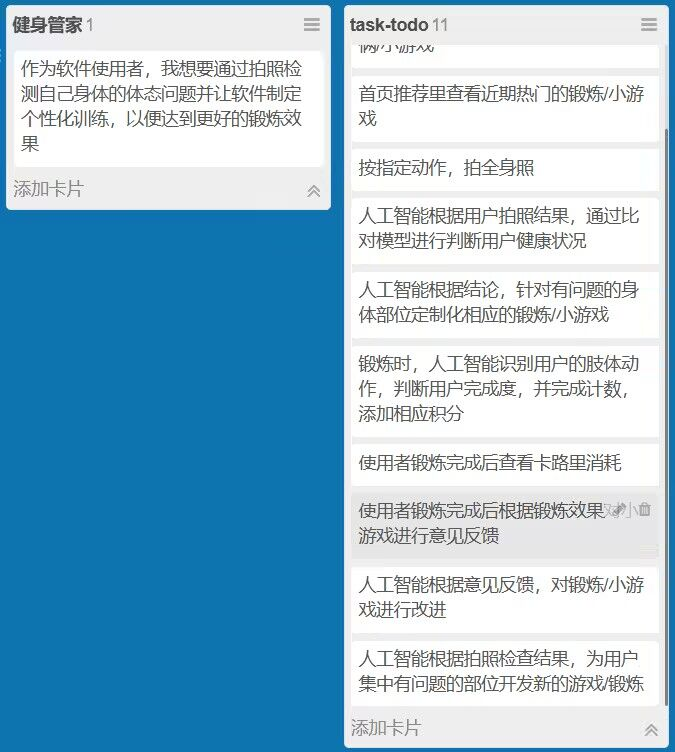 健身管家 1
作为软件使用者，我想要通过拍照检
测自己身体的体态问题并让软件制定
个性化训练，以便达到更好的锻炼效
果
添加卡片
task-todo 11
俩/小游戏
首页推荐里查看近期热门的锻炼/小游
戏
按指定动作，拍全身照
人工智能根据用户拍照结果，通过比
对模型进行判断用户健康状况
人工智能根据结论，针对有问题的身
体部位定制化相应的锻炼/小游戏
锻炼时，人工智能识别用户的肢体动
作，判断用户完成度，并完成计数，
添加相应积分
使用者锻炼完成后查看卡路里消耗
使用者锻炼完成后根据锻炼效果对小
游戏进行意见反馈
人工智能根据意见反馈，对锻炼/小游
戏进行改进
人工智能根据拍照检查结果，为用户
集中有问题的部位开发新的游戏/锻炼
添加卡片